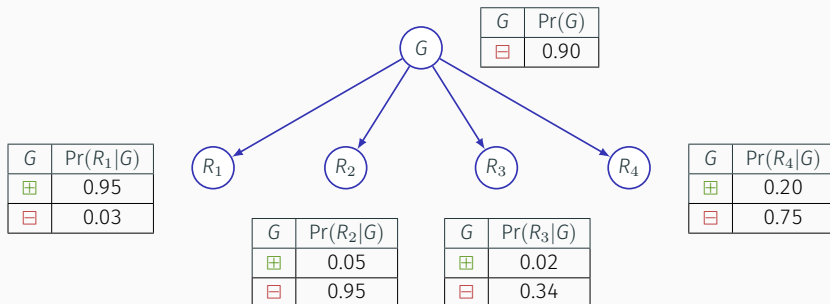 G Pr(G)
⊟ 0.90
G
R₁ R₂ R₃ R₄
G Pr(R₁|G)
⊞ 0.95
⊟ 0.03
G Pr(R₂|G)
⊞ 0.05
⊟ 0.95
G Pr(R₃|G)
⊞ 0.02
⊟ 0.34
G Pr(R₄|G)
⊞ 0.20
⊟ 0.75